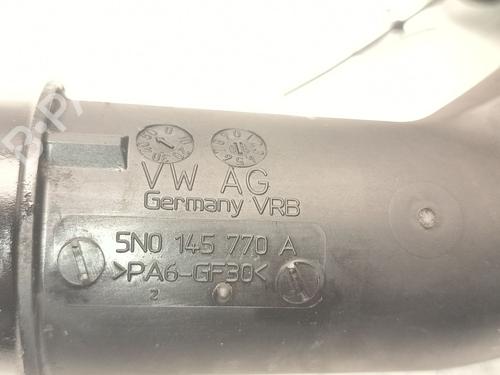 VW AG
Germany VRB
5N0 145 770 A
>PA6-GF30<
2